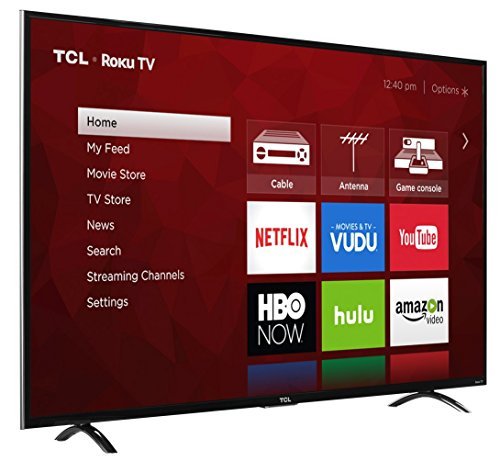 TCL • Roku TV
12:40 pm | Options ✳
Home
My Feed
Movie Store
TV Store
News
Search
Streaming Channels
Settings
Cable
Antenna
Game console
NETFLIX
- MOVIES & TV -
VUDU
YouTube
HBO
NOW
hulu
amazon
video
TCL